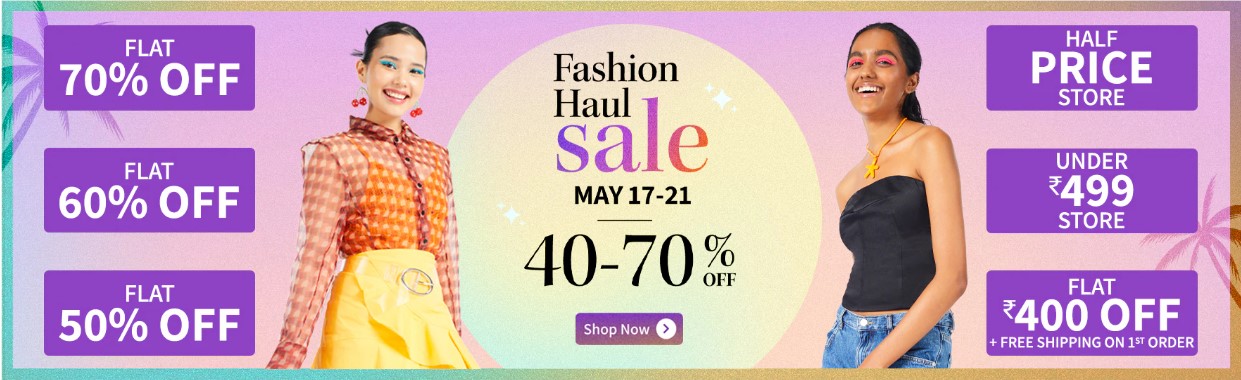 FLAT
70% OFF
FLAT
60% OFF
FLAT
50% OFF
Fashion
Haul
sale
MAY 17-21
40-70% OFF
Shop Now
HALF
PRICE
STORE
UNDER
₹499
STORE
FLAT
₹400 OFF
+ FREE SHIPPING ON 1ST ORDER